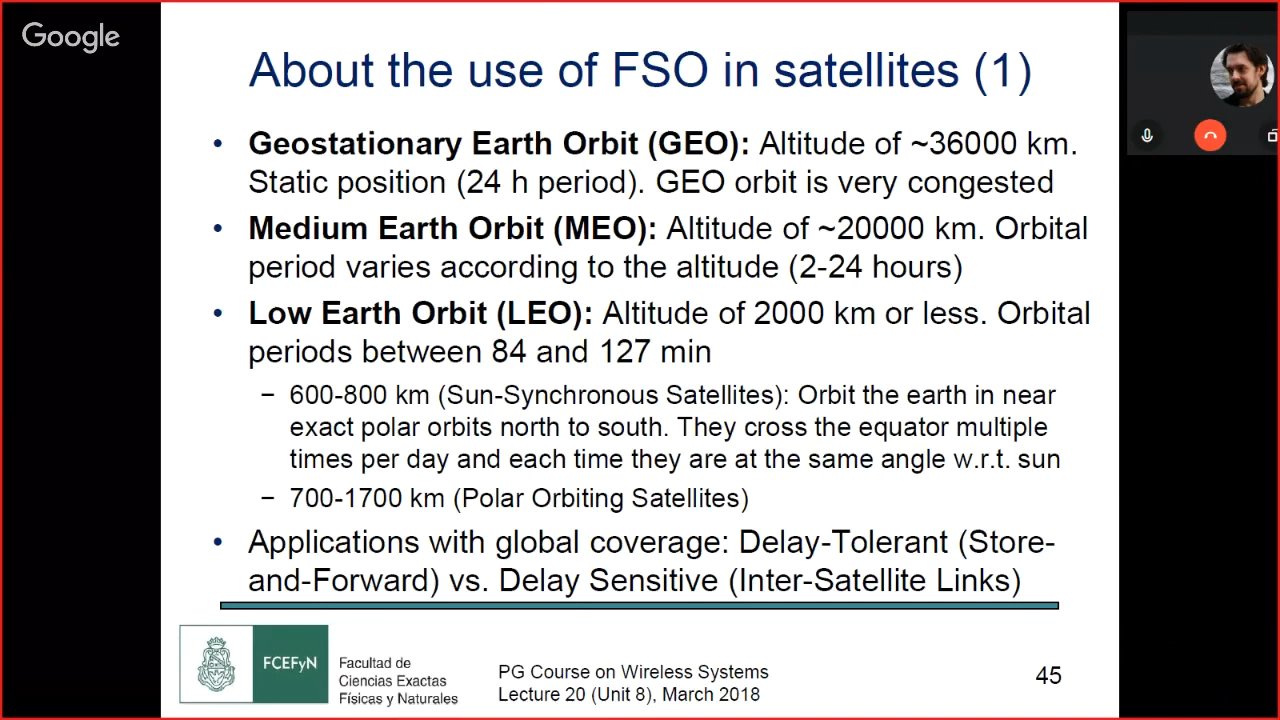 Google
About the use of FSO in satellites (1)
• Geostationary Earth Orbit (GEO): Altitude of ~36000 km.
Static position (24 h period). GEO orbit is very congested
• Medium Earth Orbit (MEO): Altitude of ~20000 km. Orbital
period varies according to the altitude (2-24 hours)
• Low Earth Orbit (LEO): Altitude of 2000 km or less. Orbital
periods between 84 and 127 min
− 600-800 km (Sun-Synchronous Satellites): Orbit the earth in near
exact polar orbits north to south. They cross the equator multiple
times per day and each time they are at the same angle w.r.t. sun
− 700-1700 km (Polar Orbiting Satellites)
• Applications with global coverage: Delay-Tolerant (Store-
and-Forward) vs. Delay Sensitive (Inter-Satellite Links)
FCEFyN
Facultad de
Ciencias Exactas
Físicas y Naturales
PG Course on Wireless Systems
Lecture 20 (Unit 8), March 2018
45